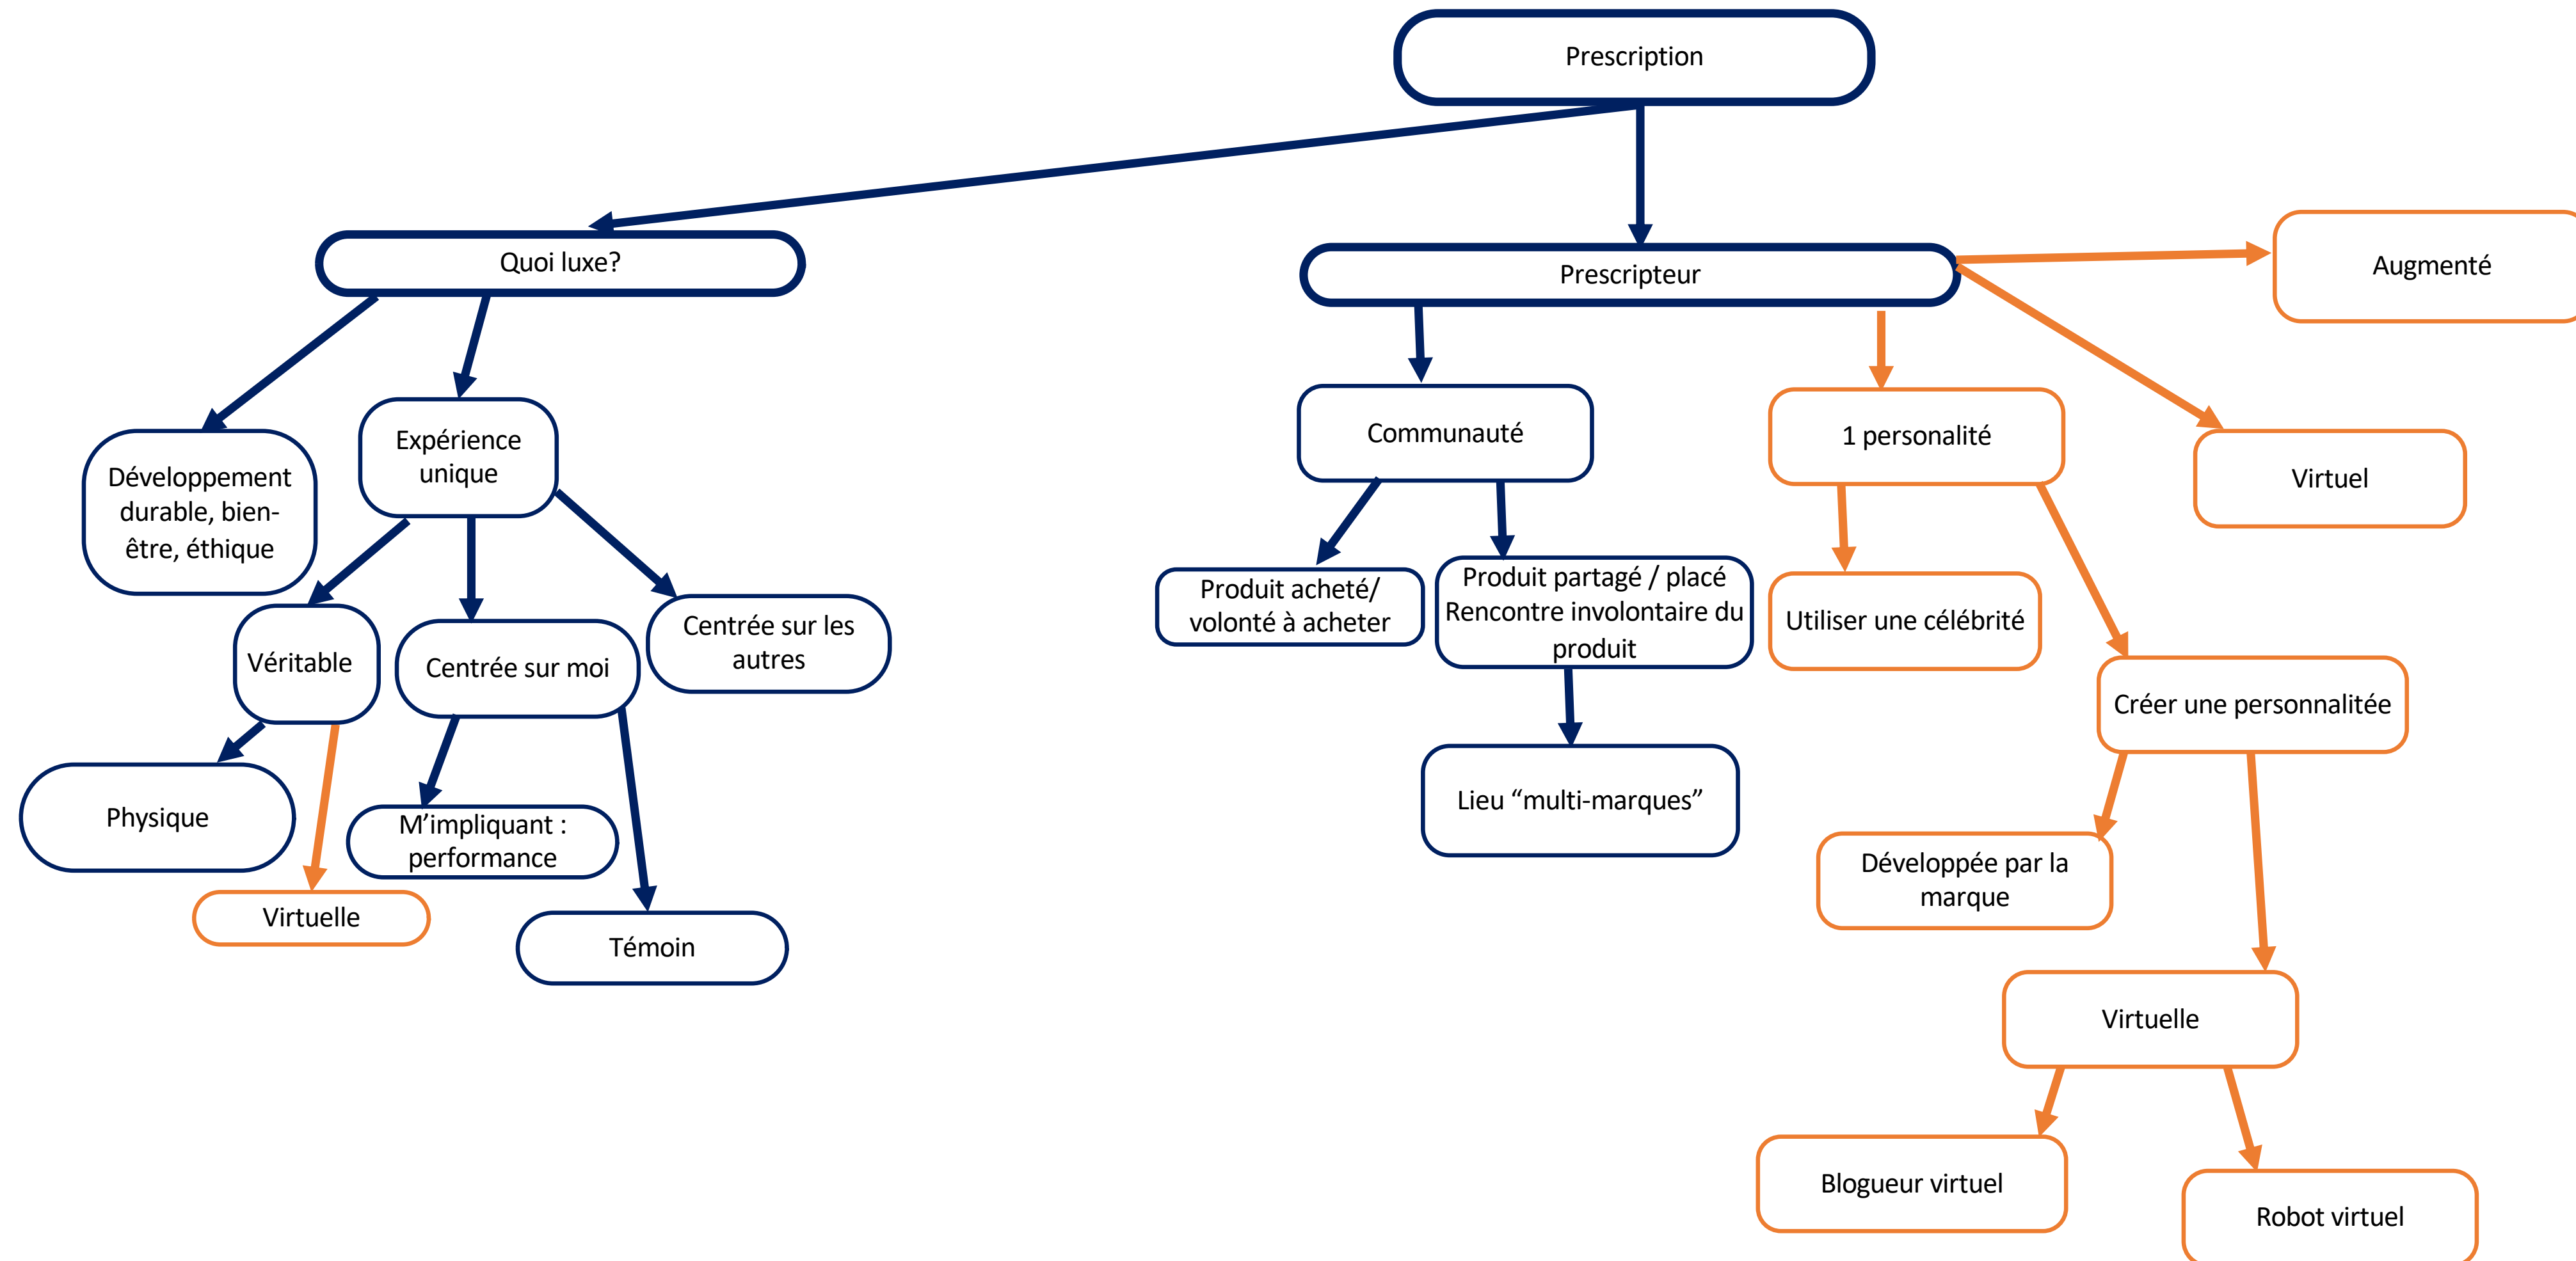 Prescription
Quoi luxe?
Prescripteur
Augmenté
Développement
durable, bien-
être, éthique
Expérience
unique
Communauté
1 personalité
Virtuel
Véritable
Centrée sur moi
Centrée sur les
autres
Produit acheté/
volonté à acheter
Produit partagé / placé
Rencontre involontaire du
produit
Utiliser une célébrité
Créer une personnalitée
Physique
Virtuelle
M’impliquant :
performance
Témoin
Lieu “multi-marques”
Développée par la
marque
Virtuelle
Blogueur virtuel
Robot virtuel